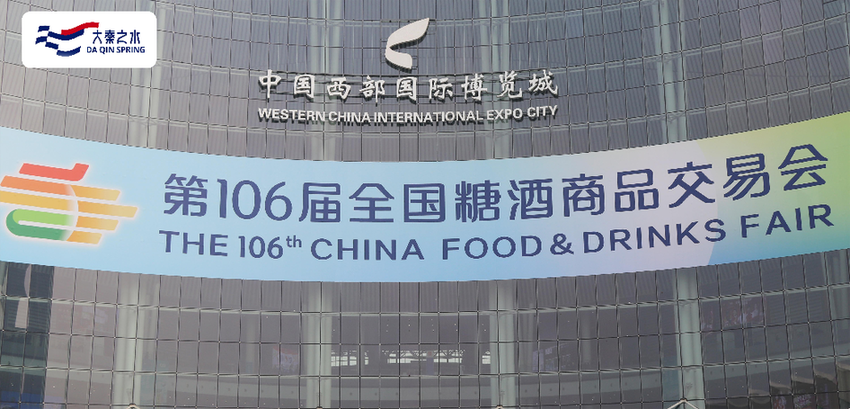 大秦之水
DA QIN SPRING
中国西部国际博览城
WESTERN CHINA INTERNATIONAL EXPO CITY
第106届全国糖酒商品交易会
THE 106th CHINA FOOD & DRINKS FAIR